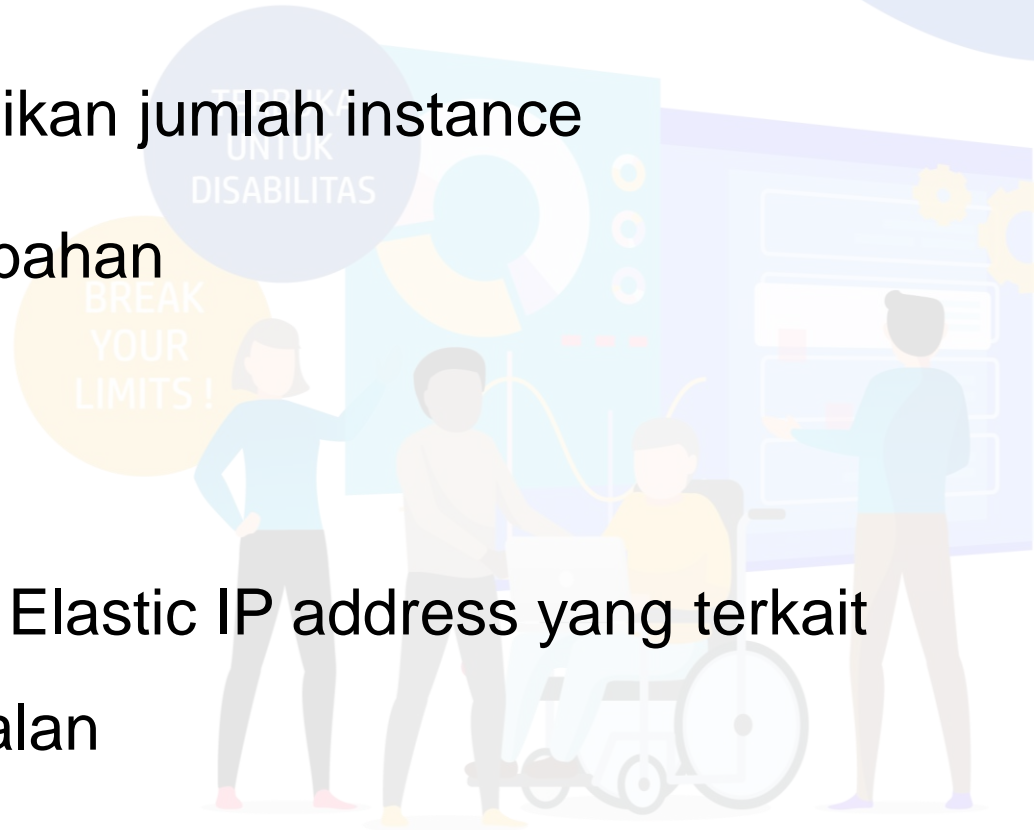 ikan jumlah instance
TERBUKA
UNTUK
DISABILITAS
bahan
BREAK
YOUR
LIMITS !
Elastic IP address yang terkait
alan